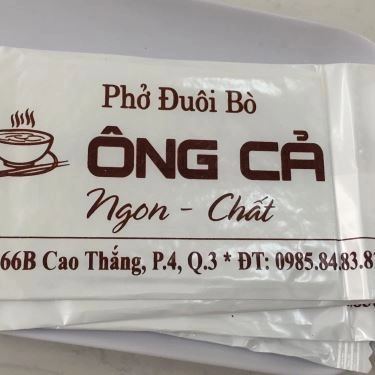 Phở Đuôi Bò
ÔNG CẢ
Ngon - Chất
66B Cao Thắng, P.4, Q.3 * ĐT: 0985.84.83.8